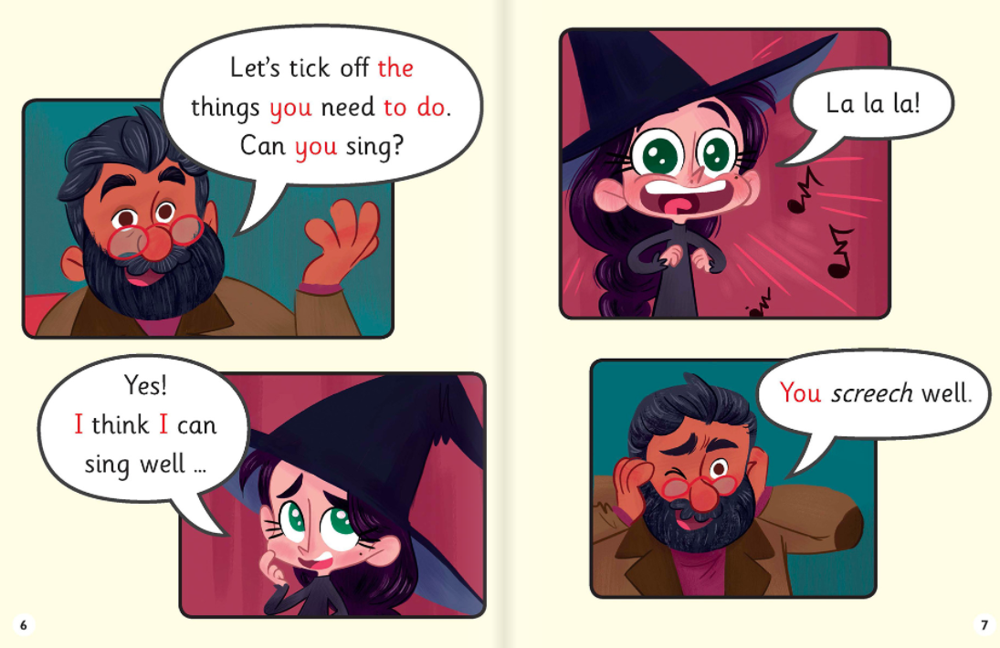 Let's tick off the
things you need to do.
Can you sing?
Yes!
I think I can
sing well ...
6
La la la!
You screech well.
7